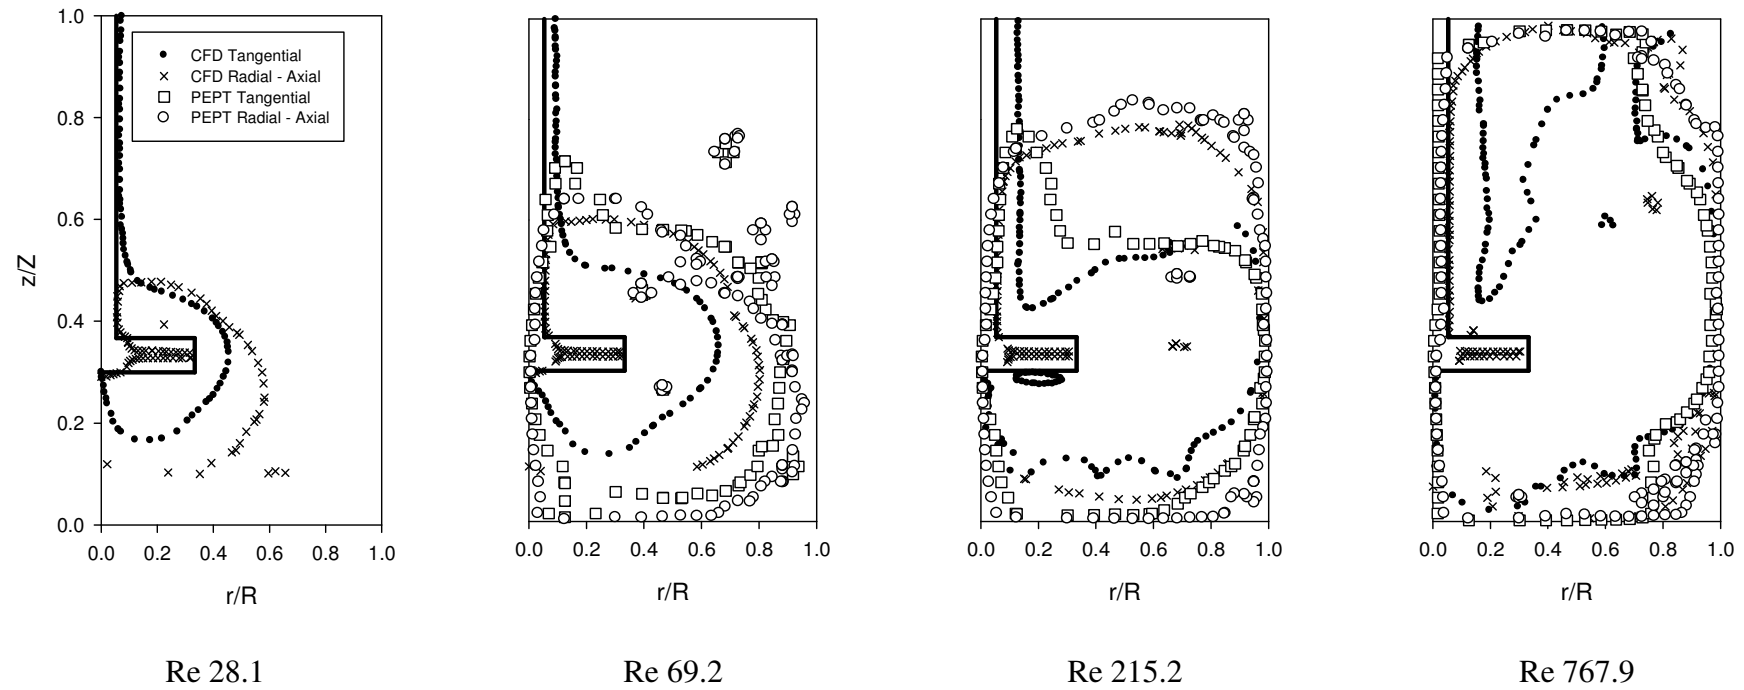 1.0
0.8
0.6
0.4
0.2
0.0
z/Z
CFD Tangential
CFD Radial - Axial
PEPT Tangential
PEPT Radial - Axial
0.0 0.2 0.4 0.6 0.8 1.0
r/R
Re 28.1
0.0 0.2 0.4 0.6 0.8 1.0
r/R
Re 69.2
0.0 0.2 0.4 0.6 0.8 1.0
r/R
Re 215.2
0.0 0.2 0.4 0.6 0.8 1.0
r/R
Re 767.9